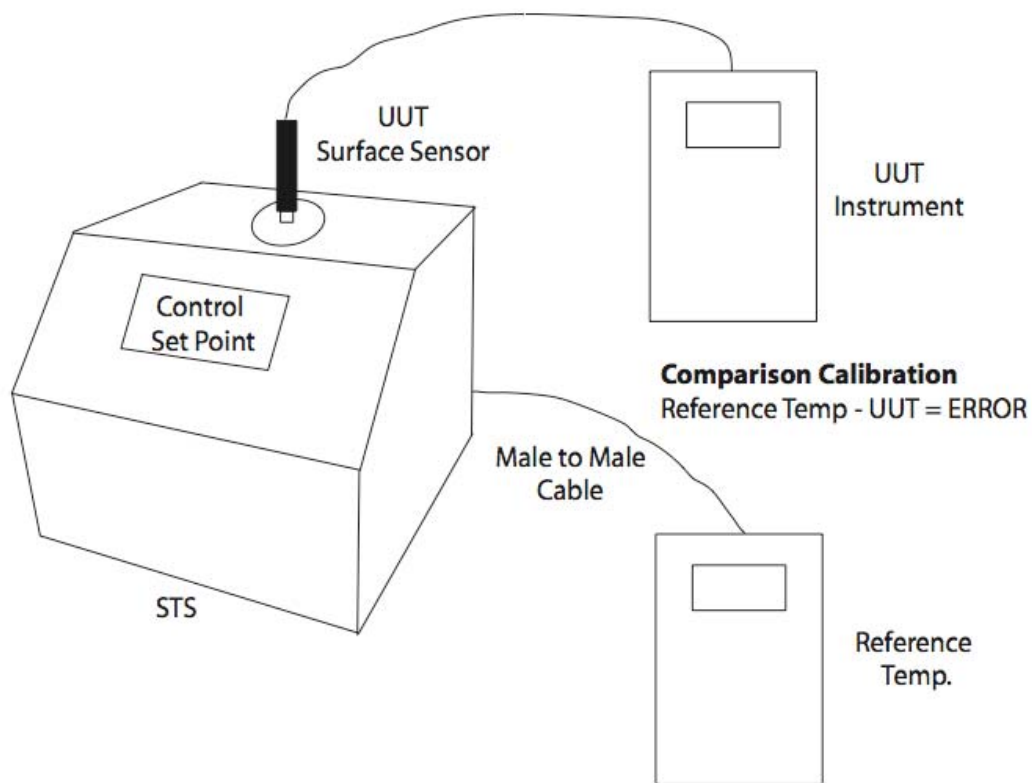 UUT
Surface Sensor
UUT
Instrument
Control
Set Point
Comparison Calibration
Reference Temp - UUT = ERROR
Male to Male
Cable
STS
Reference
Temp.